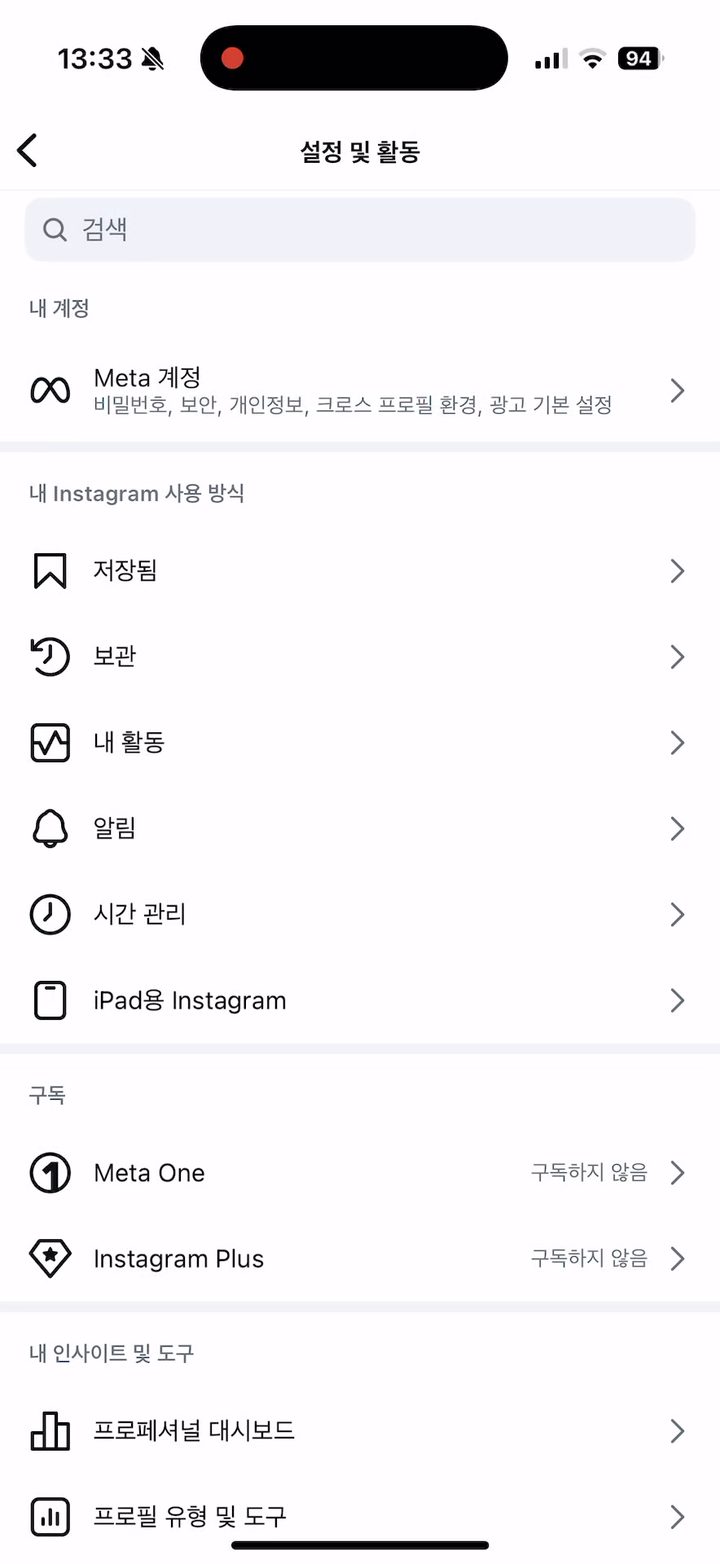 13:33
94
설정 및 활동
검색
내 계정
Meta 계정
비밀번호, 보안, 개인정보, 크로스 프로필 환경, 광고 기본 설정
내 Instagram 사용 방식
저장됨
보관
내 활동
알림
시간 관리
iPad용 Instagram
구독
Meta One 구독하지 않음
Instagram Plus 구독하지 않음
내 인사이트 및 도구
프로페셔널 대시보드
프로필 유형 및 도구